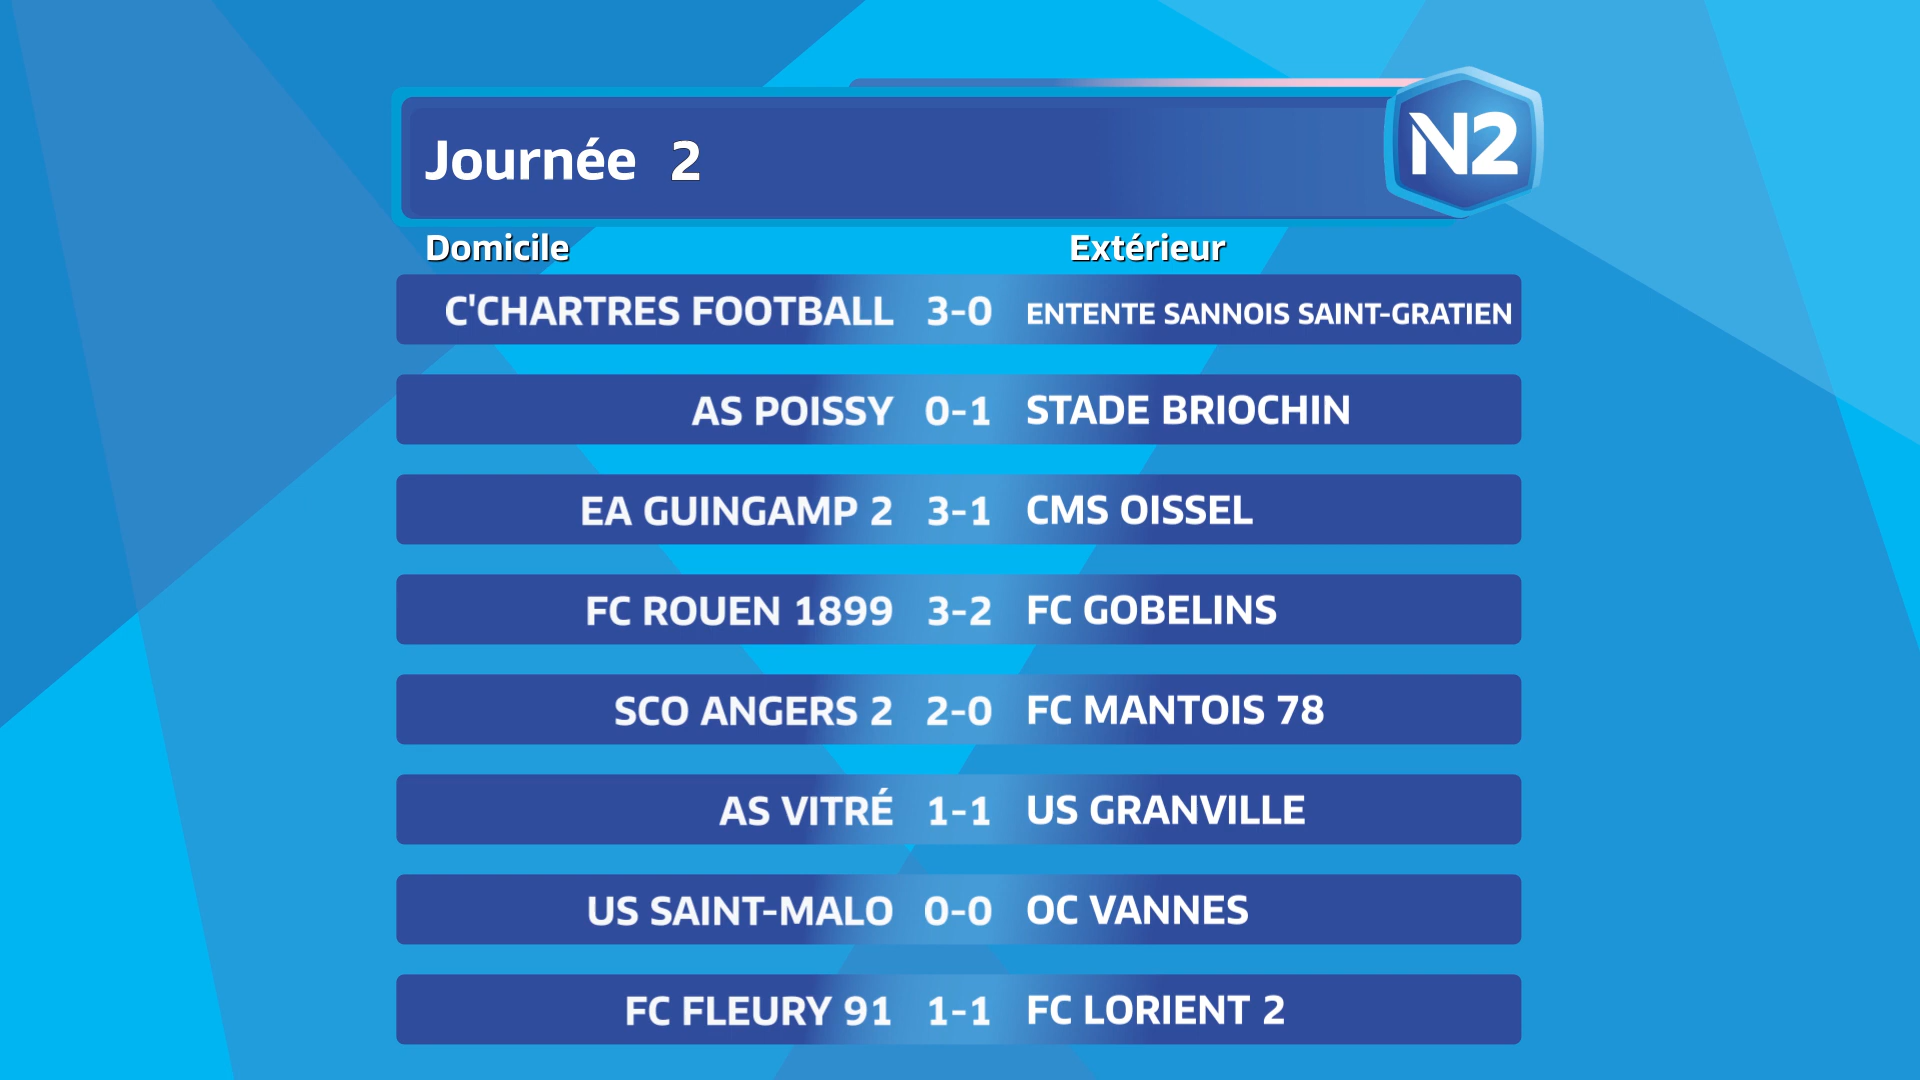 Journée 2
N2
Domicile Extérieur
C'CHARTRES FOOTBALL 3-0 ENTENTE SANNOIS SAINT-GRATIEN
AS POISSY 0-1 STADE BRIOCHIN
EA GUINGAMP 2 3-1 CMS OISSEL
FC ROUEN 1899 3-2 FC GOBELINS
SCO ANGERS 2 2-0 FC MANTOIS 78
AS VITRÉ 1-1 US GRANVILLE
US SAINT-MALO 0-0 OC VANNES
FC FLEURY 91 1-1 FC LORIENT 2